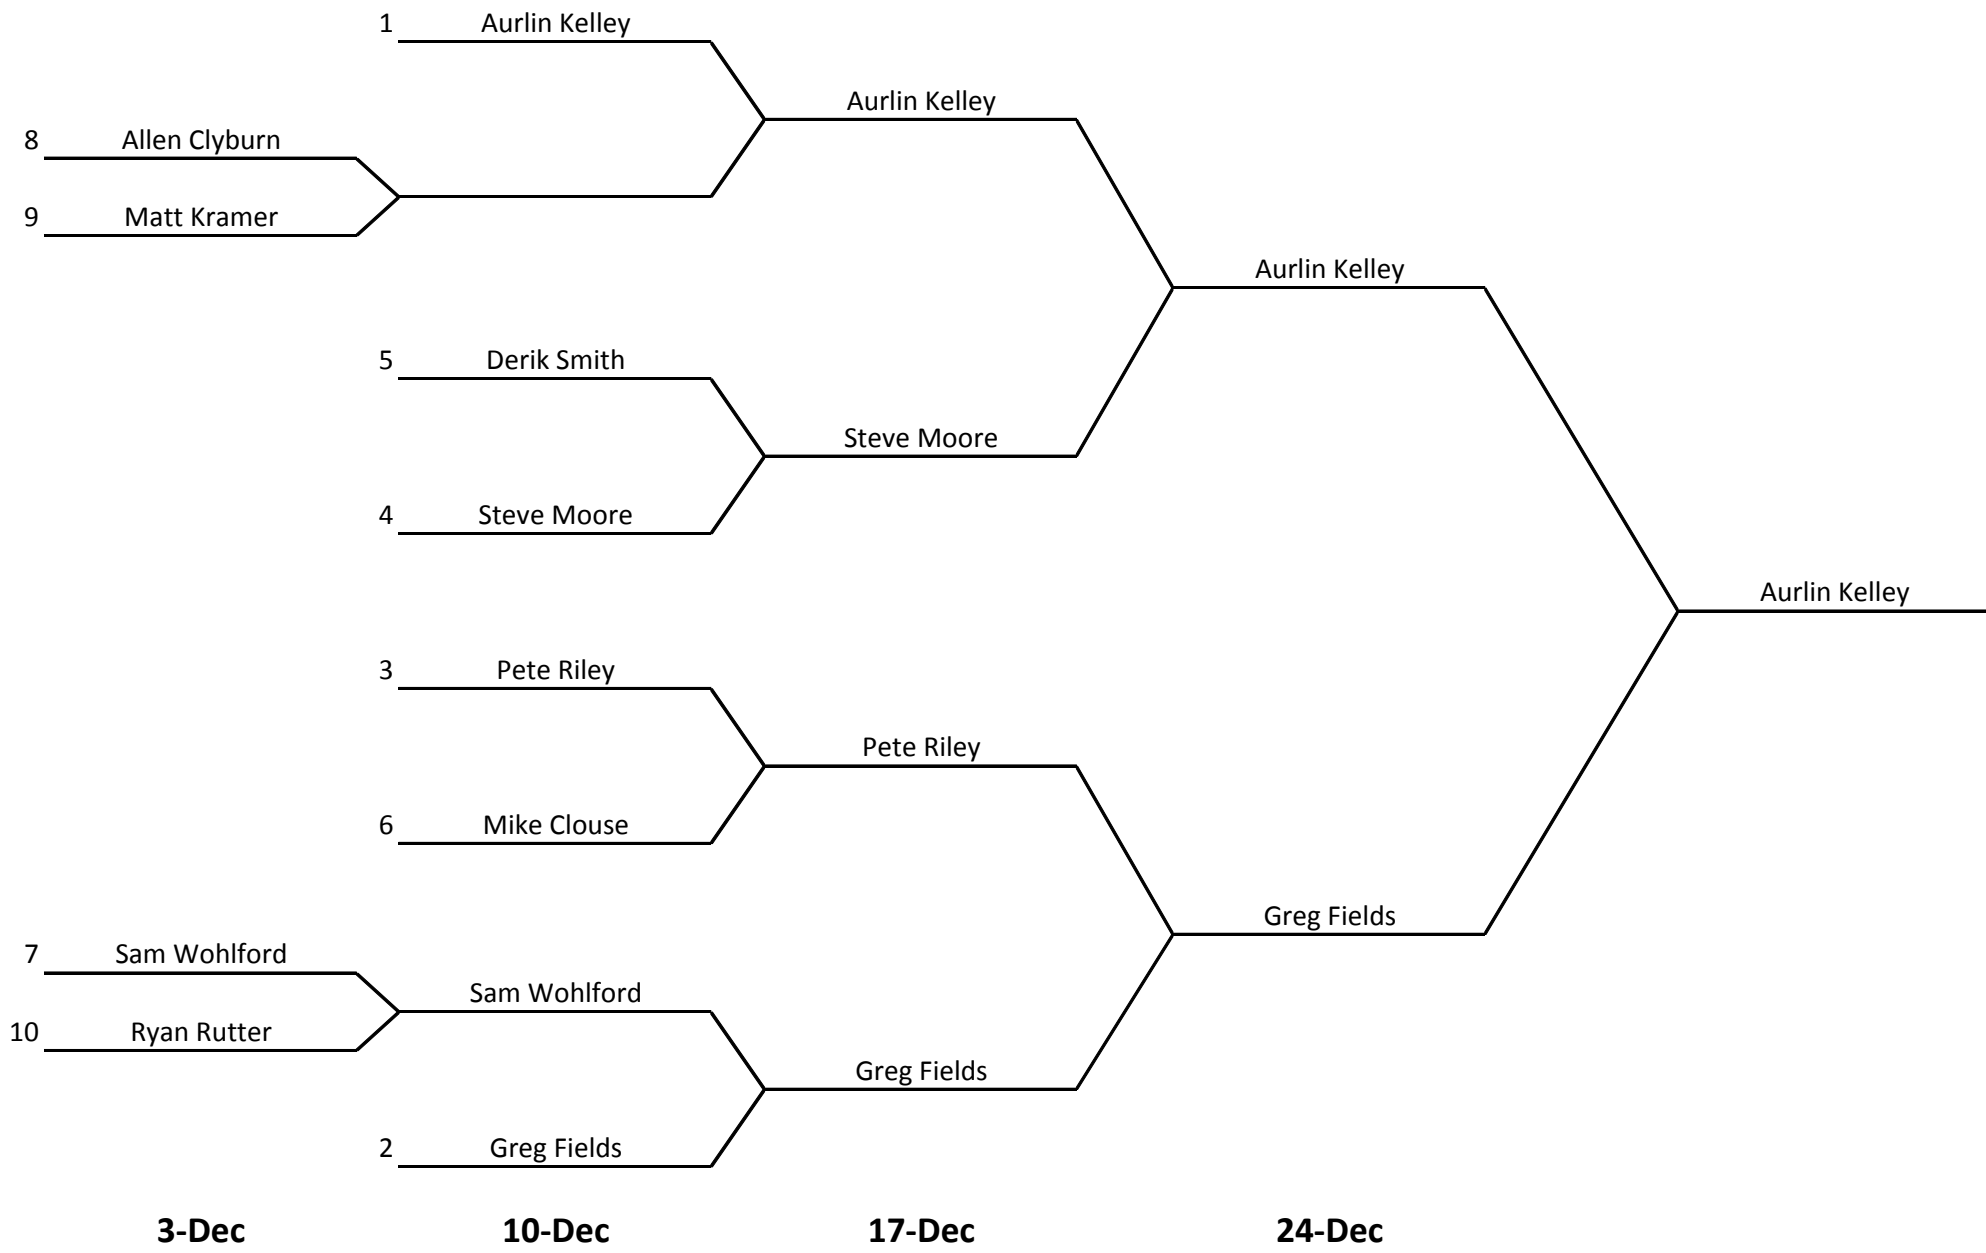 1 Aurlin Kelley
Aurlin Kelley
8 Allen Clyburn
9 Matt Kramer
Aurlin Kelley
5 Derik Smith
Steve Moore
4 Steve Moore
Aurlin Kelley
3 Pete Riley
Pete Riley
6 Mike Clouse
Greg Fields
7 Sam Wohlford
Sam Wohlford
10 Ryan Rutter
Greg Fields
2 Greg Fields
3-Dec 10-Dec 17-Dec 24-Dec